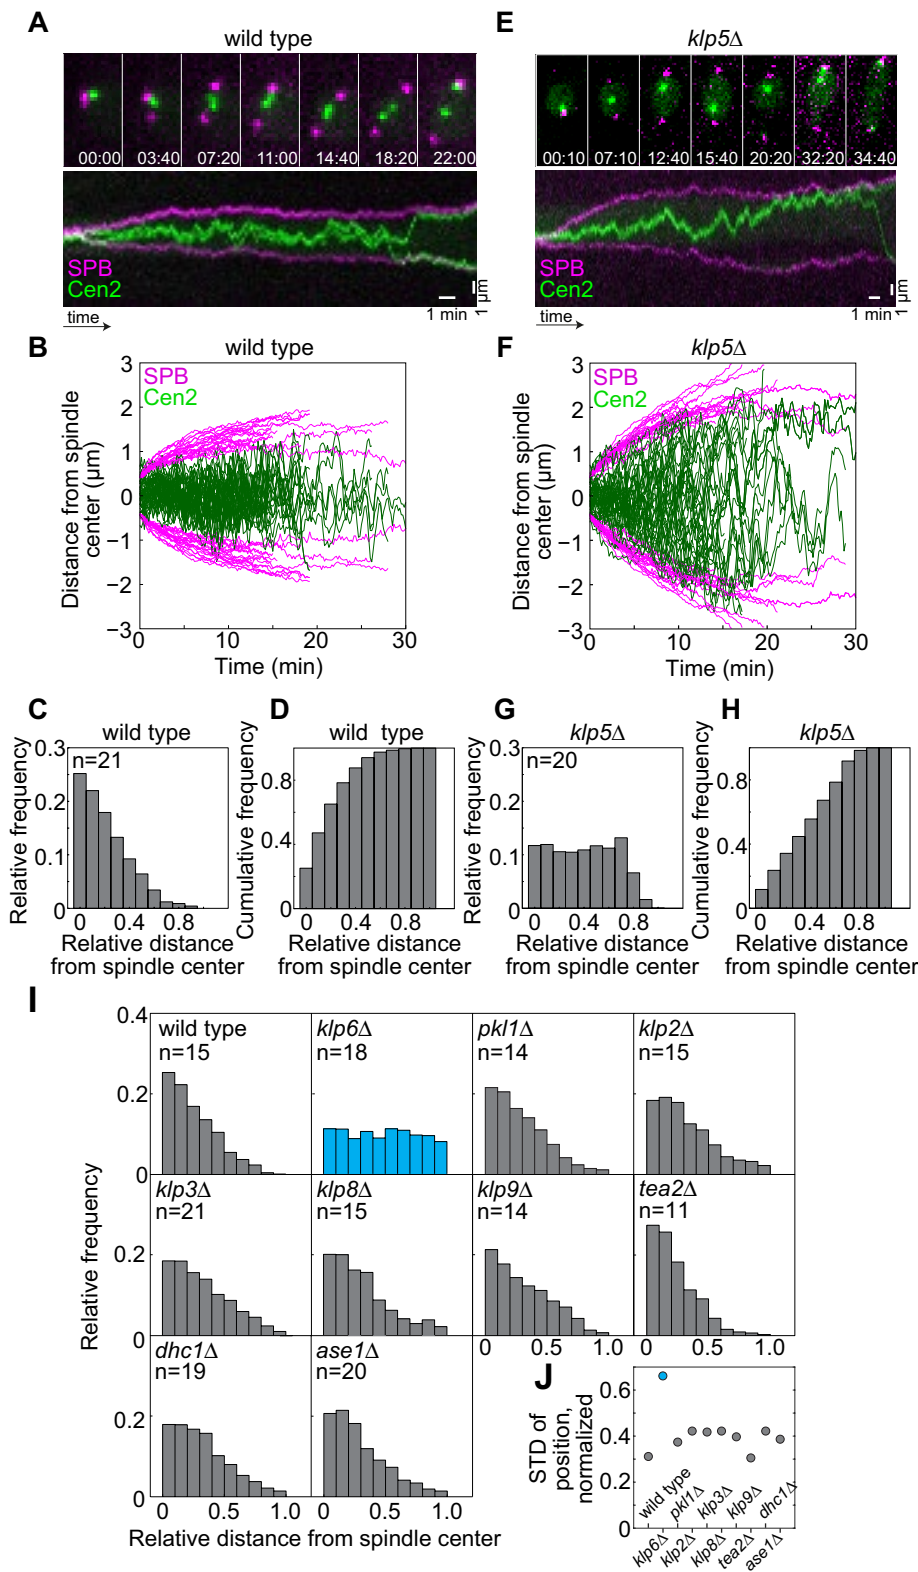 A
wild type
00:00 03:40 07:20 11:00 14:40 18:20 22:00
SPB
Cen2
time
1 min
1 µm
E
klp5Δ
00:10 07:10 12:40 15:40 20:20 32:20 34:40
SPB
Cen2
time
1 min
1 µm
B
wild type
SPB
Cen2
Distance from spindle
center (µm)
3
2
1
0
−1
−2
−3
0 10 20 30
Time (min)
F
klp5Δ
SPB
Cen2
Distance from spindle
center (µm)
3
2
1
0
−1
−2
−3
0 10 20 30
Time (min)
C
wild type
n=21
Relative frequency
0.3
0.2
0.1
0
0 0.4 0.8
Relative distance
from spindle center
D
wild type
Cumulative frequency
0.8
0.4
0
0 0.4 0.8
Relative distance
from spindle center
G
klp5Δ
n=20
Relative frequency
0.3
0.2
0.1
0
0 0.4 0.8
Relative distance
from spindle center
H
klp5Δ
Cumulative frequency
0.8
0.4
0
0 0.4 0.8
Relative distance
from spindle center
I
Relative frequency
0.4
0.2
0
wild type
n=15
klp6Δ
n=18
pkl1Δ
n=14
klp2Δ
n=15
0.2
0
klp3Δ
n=21
klp8Δ
n=15
klp9Δ
n=14
tea2Δ
n=11
0 0.5 1.0
0 0.5 1.0
0.2
0
dhc1Δ
n=19
ase1Δ
n=20
0 0.5 1.0
0 0.5 1.0
Relative distance from spindle center
J
STD of
position,
normalized
0.6
0.4
0.2
0
wild type
pkl1Δ
klp3Δ
klp9Δ
dhc1Δ
klp6Δ
klp2Δ
klp8Δ
tea2Δ
ase1Δ